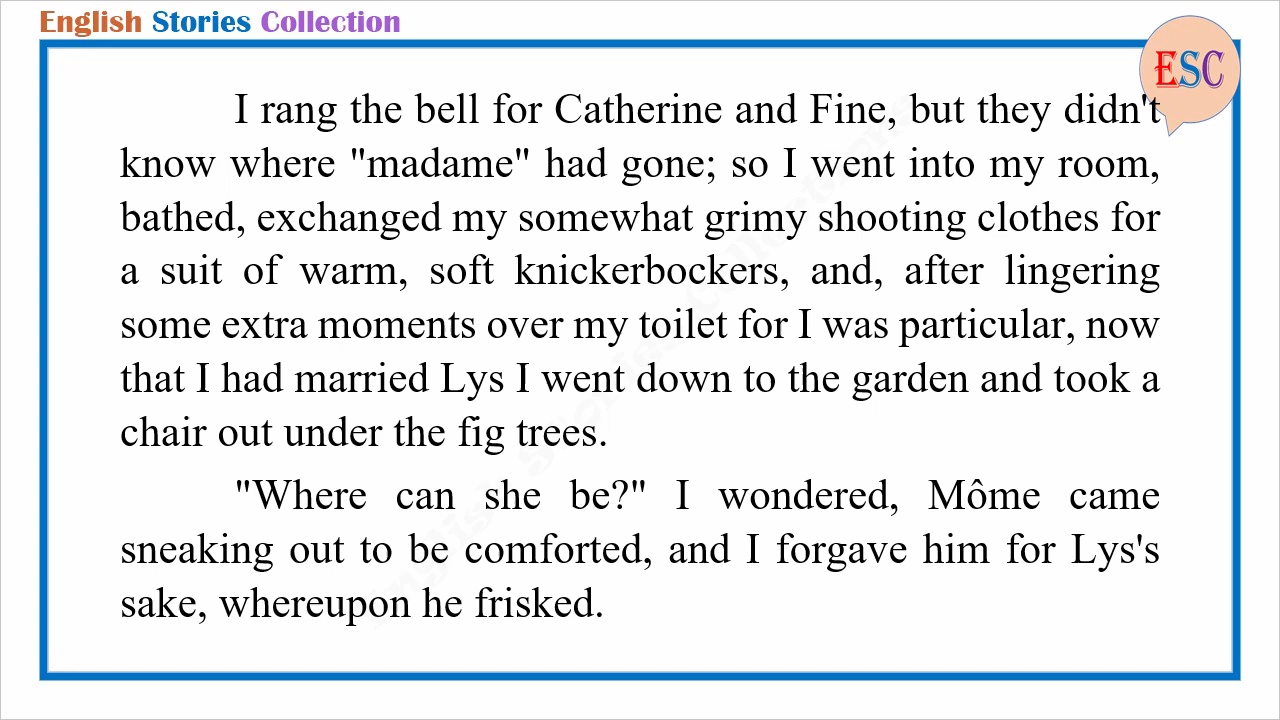 English Stories Collection
ESC
I rang the bell for Catherine and Fine, but they didn't
know where "madame" had gone; so I went into my room,
bathed, exchanged my somewhat grimy shooting clothes for
a suit of warm, soft knickerbockers, and, after lingering
some extra moments over my toilet for I was particular, now
that I had married Lys I went down to the garden and took a
chair out under the fig trees.
"Where can she be?" I wondered, Môme came
sneaking out to be comforted, and I forgave him for Lys's
sake, whereupon he frisked.
English Stories Collections